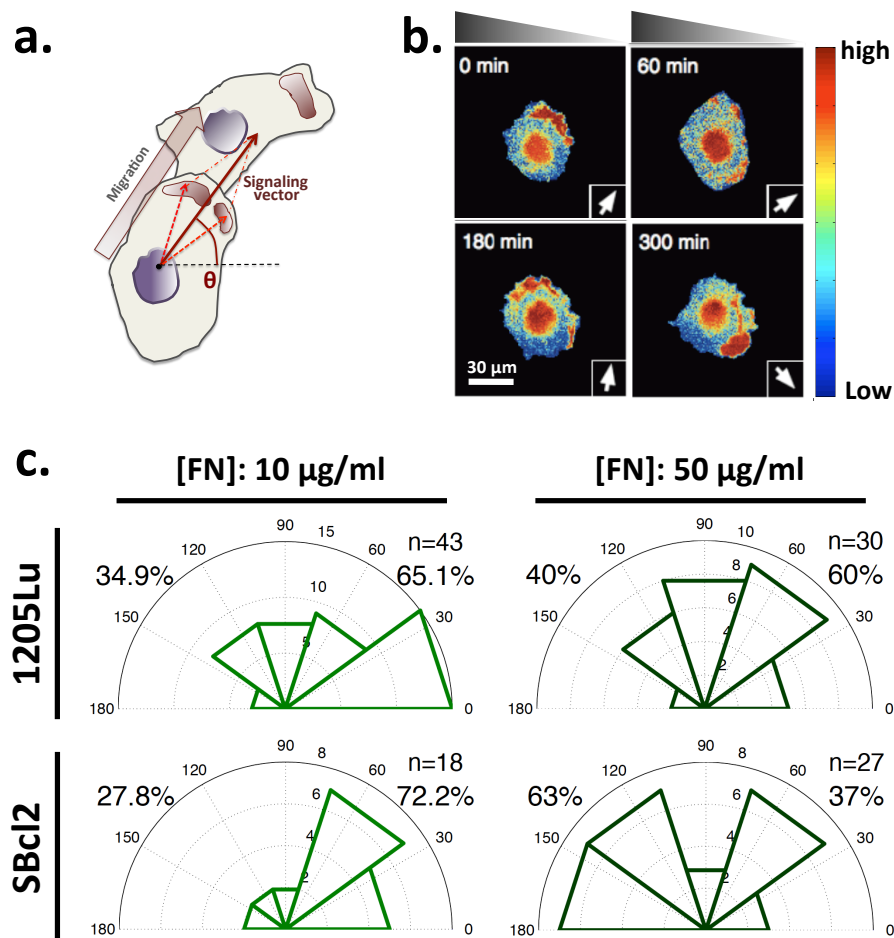 a.
Migration
Signaling
vector
θ
b.
0 min
60 min
180 min
300 min
30 µm
high
Low
c.
[FN]: 10 µg/ml
[FN]: 50 µg/ml
1205Lu
34.9%
n=43
65.1%
0
30
60
90
120
150
180
5
10
15
40%
n=30
60%
0
30
60
90
120
150
180
2
4
6
8
10
SBcl2
27.8%
n=18
72.2%
0
30
60
90
120
150
180
2
4
6
8
63%
n=27
37%
0
30
60
90
120
150
180
2
4
6
8